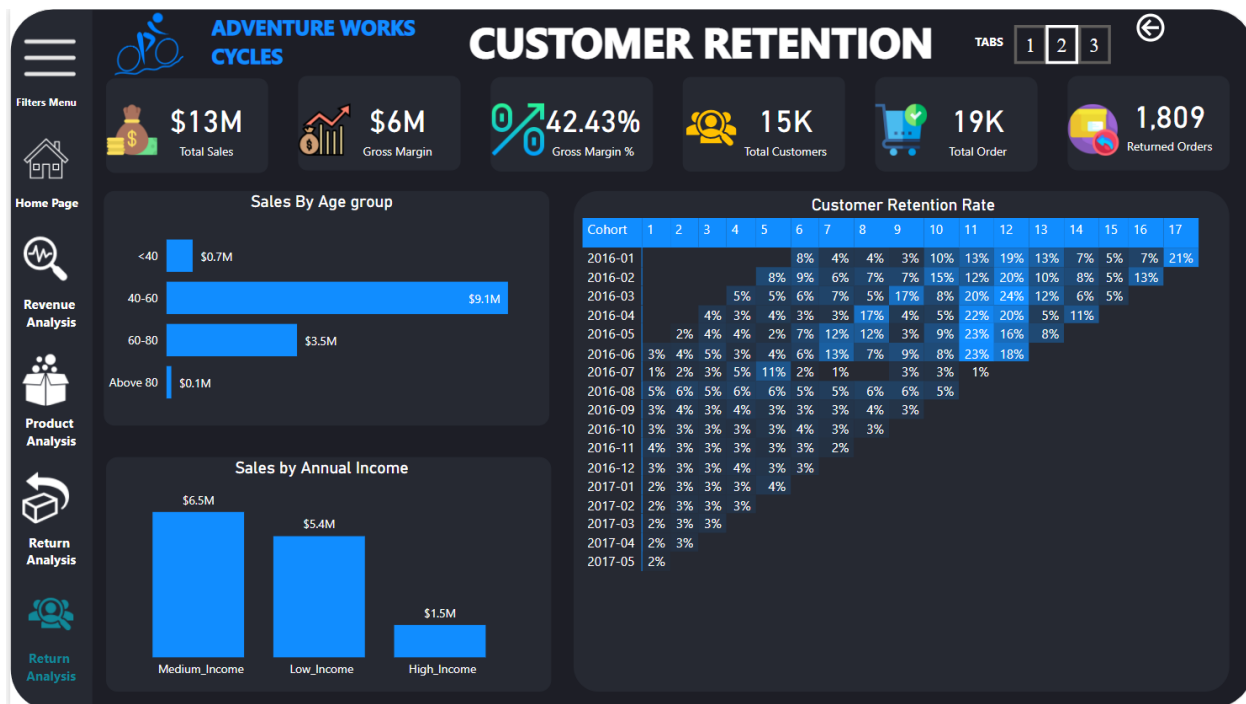 ADVENTURE WORKS
CYCLES
CUSTOMER RETENTION
TABS 1 2 3
Filters Menu
Home Page
Revenue
Analysis
Product
Analysis
Return
Analysis
Return
Analysis
$13M
Total Sales
$6M
Gross Margin
42.43%
Gross Margin %
15K
Total Customers
19K
Total Order
1,809
Returned Orders
Sales By Age group
<40 $0.7M
40-60 $9.1M
60-80 $3.5M
Above 80 $0.1M
Sales by Annual Income
$6.5M
$5.4M
$1.5M
Medium_Income Low_Income High_Income
Customer Retention Rate
Cohort 1 2 3 4 5 6 7 8 9 10 11 12 13 14 15 16 17
2016-01 8% 4% 4% 3% 10% 13% 19% 13% 7% 5% 7% 21%
2016-02 8% 9% 6% 7% 7% 15% 12% 20% 10% 8% 5% 13%
2016-03 5% 5% 6% 7% 5% 17% 8% 20% 24% 12% 6% 5%
2016-04 4% 3% 4% 3% 3% 17% 4% 5% 22% 20% 5% 11%
2016-05 2% 4% 4% 2% 7% 12% 12% 3% 9% 23% 16% 8%
2016-06 3% 4% 5% 3% 4% 6% 13% 7% 9% 8% 23% 18%
2016-07 1% 2% 3% 5% 11% 2% 1% 3% 3% 1%
2016-08 5% 6% 5% 6% 6% 5% 5% 6% 6% 5%
2016-09 3% 4% 3% 4% 3% 3% 3% 4% 3%
2016-10 3% 3% 3% 3% 3% 4% 3% 3%
2016-11 4% 3% 3% 3% 3% 3% 2%
2016-12 3% 3% 3% 4% 3% 3%
2017-01 2% 3% 3% 3% 4%
2017-02 2% 3% 3% 3%
2017-03 2% 3% 3%
2017-04 2% 3%
2017-05 2%